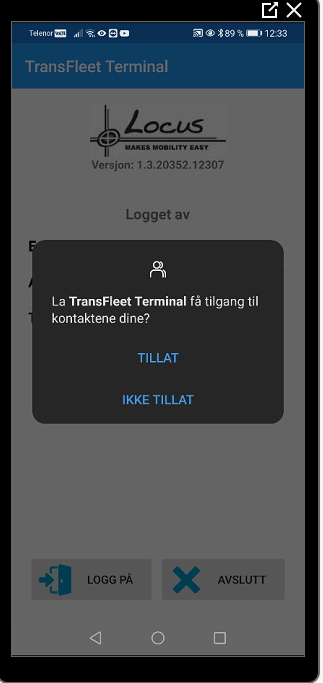 Telenor VoLTE 89 % 12:33
TransFleet Terminal
Locus
MAKES MOBILITY EASY
Versjon: 1.3.20352.12307
Logget av
La TransFleet Terminal få tilgang til
kontaktene dine?
TILLAT
IKKE TILLAT
LOGG PÅ
AVSLUTT